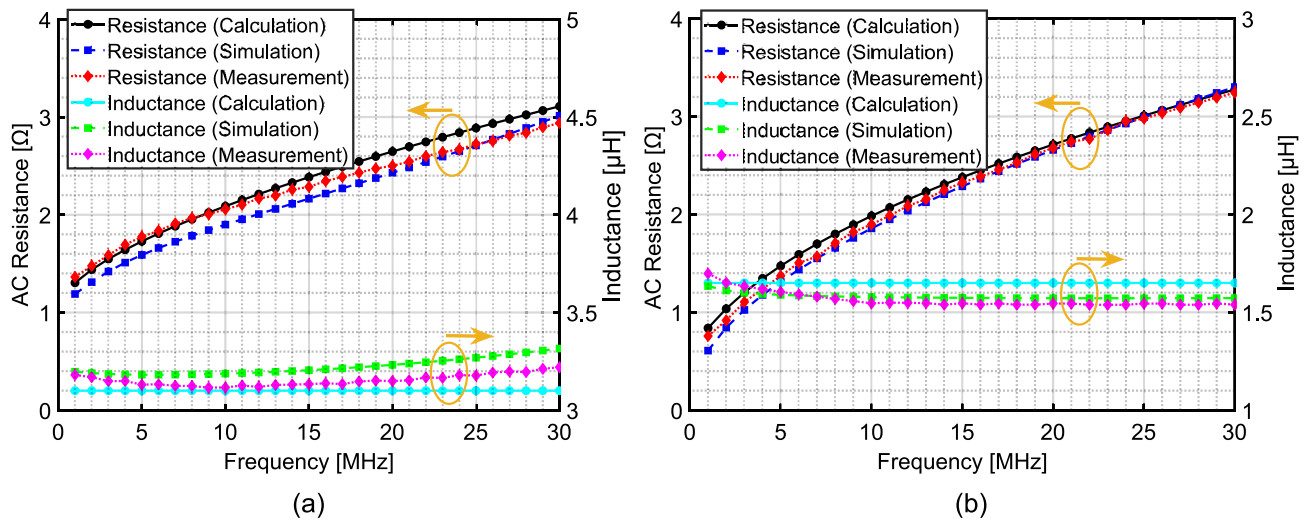 Resistance (Calculation)
Resistance (Simulation)
Resistance (Measurement)
Inductance (Calculation)
Inductance (Simulation)
Inductance (Measurement)
AC Resistance [Ω]
4
3
2
1
0
5
4.5
4
3.5
3
Inductance [µH]
0 5 10 15 20 25 30
Frequency [MHz]
(a)
Resistance (Calculation)
Resistance (Simulation)
Resistance (Measurement)
Inductance (Calculation)
Inductance (Simulation)
Inductance (Measurement)
AC Resistance [Ω]
4
3
2
1
0
3
2.5
2
1.5
1
Inductance [µH]
0 5 10 15 20 25 30
Frequency [MHz]
(b)